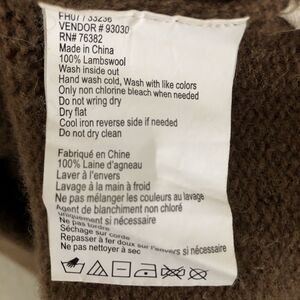 FH07 / 33236
VENDOR # 93030
RN# 76382
Made in China
100% Lambswool
Wash inside out
Hand wash cold, Wash with like colors
Only non chlorine bleach when needed
Do not wring dry
Dry flat
Cool iron reverse side if needed
Do not dry clean
Fabriqué en Chine
100% Laine d'agneau
Laver à l'envers
Lavage à la main à froid
Ne pas mélanger les couleurs au lavage
Agent de blanchiment non chloré
uniquement si nécessaire
Ne pas tordre
Séchage sur corde
Repasser à fer doux sur l'envers si nécessaire
Ne pas nettoyer à sec